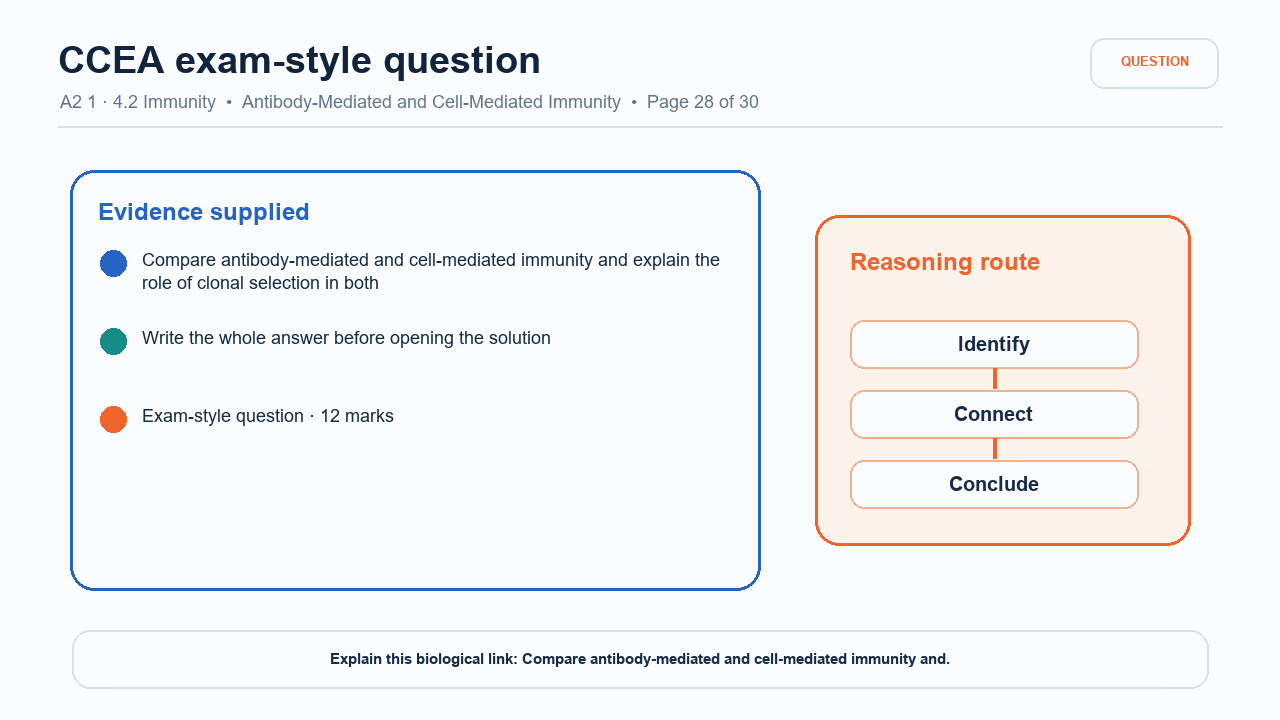 CCEA exam-style question
QUESTION
A2 1 · 4.2 Immunity • Antibody-Mediated and Cell-Mediated Immunity • Page 28 of 30
Evidence supplied
Compare antibody-mediated and cell-mediated immunity and explain the
role of clonal selection in both
Write the whole answer before opening the solution
Exam-style question · 12 marks
Reasoning route
Identify
Connect
Conclude
Explain this biological link: Compare antibody-mediated and cell-mediated immunity and.